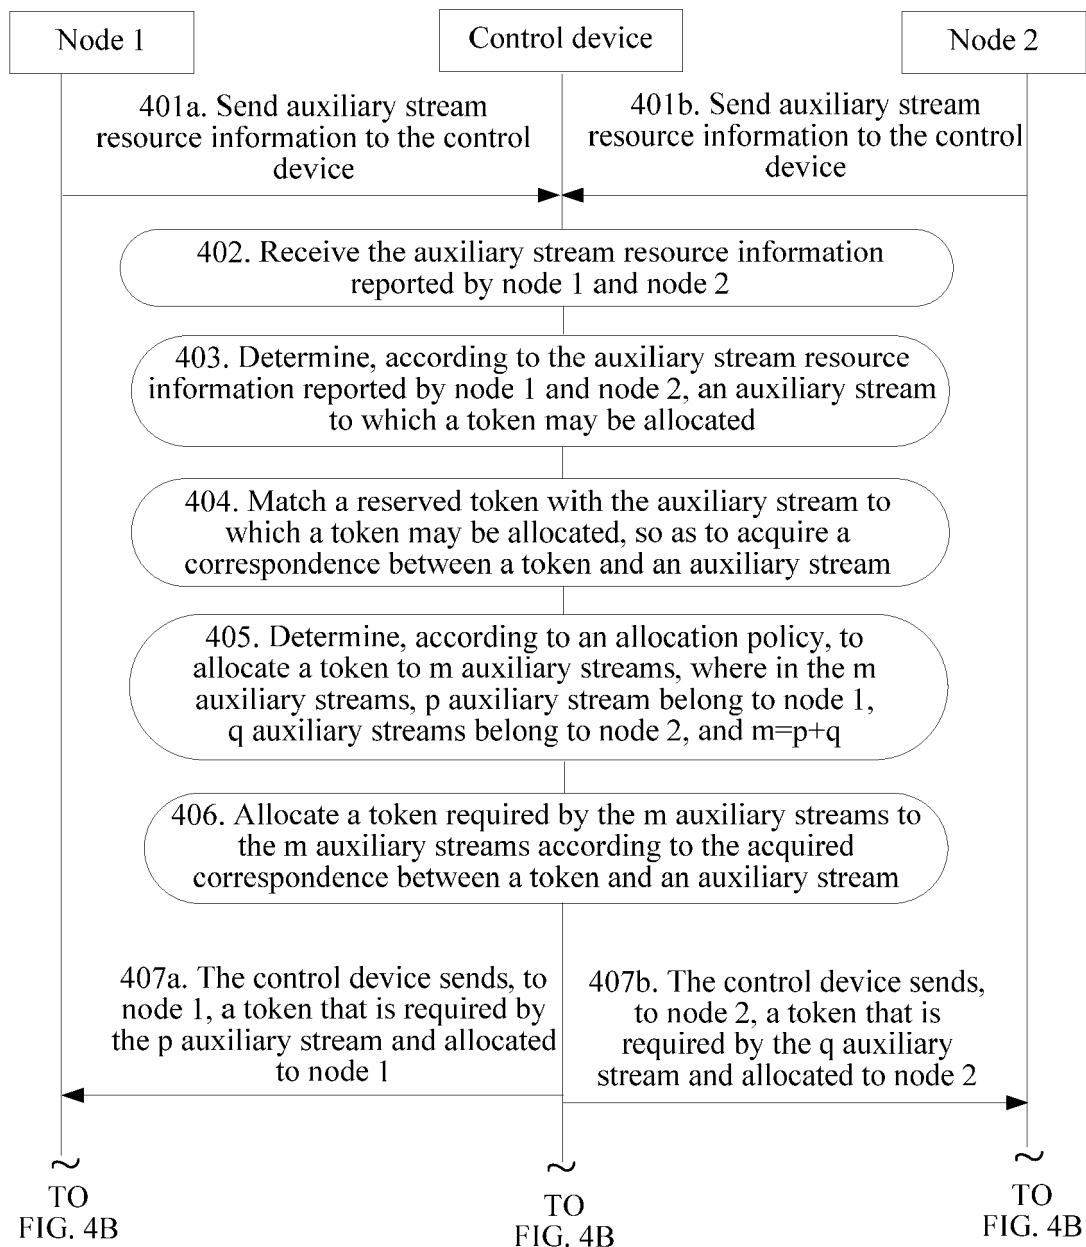 Node 1
Control device
Node 2
401a. Send auxiliary stream
resource information to the control
device
401b. Send auxiliary stream
resource information to the control
device
402. Receive the auxiliary stream resource information
reported by node 1 and node 2
403. Determine, according to the auxiliary stream resource
information reported by node 1 and node 2, an auxiliary stream
to which a token may be allocated
404. Match a reserved token with the auxiliary stream to
which a token may be allocated, so as to acquire a
correspondence between a token and an auxiliary stream
405. Determine, according to an allocation policy, to
allocate a token to m auxiliary streams, where in the m
auxiliary streams, p auxiliary stream belong to node 1,
q auxiliary streams belong to node 2, and m=p+q
406. Allocate a token required by the m auxiliary streams to
the m auxiliary streams according to the acquired
correspondence between a token and an auxiliary stream
407a. The control device sends, to
node 1, a token that is required by
the p auxiliary stream and allocated
to node 1
407b. The control device sends,
to node 2, a token that is
required by the q auxiliary
stream and allocated to node 2
TO
FIG. 4B
TO
FIG. 4B
TO
FIG. 4B